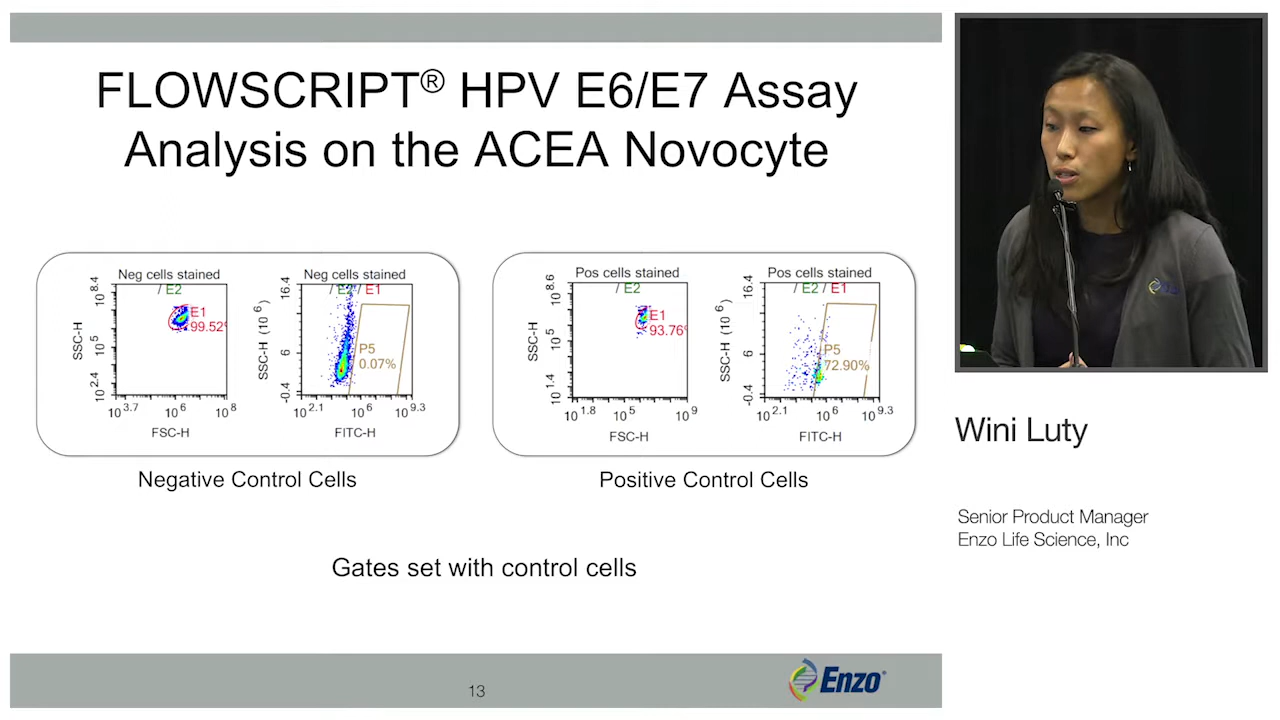 FLOWSCRIPT® HPV E6/E7 Assay
Analysis on the ACEA Novocyte
Neg cells stained
/ E2
10 8.4
10 5
10 2.4
SSC-H
E1
99.52%
10 3.7
10 6
10 8
FSC-H
Neg cells stained
/ E2 / E1
16.4
6
-0.4
SSC-H (10 6)
P5
0.07%
10 2.1
10 6
10 9.3
FITC-H
Pos cells stained
/ E2
10 8.6
10 5
10 1.4
SSC-H
E1
93.76%
10 1.8
10 5
10 9
FSC-H
Pos cells stained
/ E2 / E1
16.4
6
-0.4
SSC-H (10 6)
P5
72.90%
10 2.1
10 6
10 9.3
FITC-H
Negative Control Cells
Positive Control Cells
Gates set with control cells
13
Enzo®
Wini Luty
Senior Product Manager
Enzo Life Science, Inc